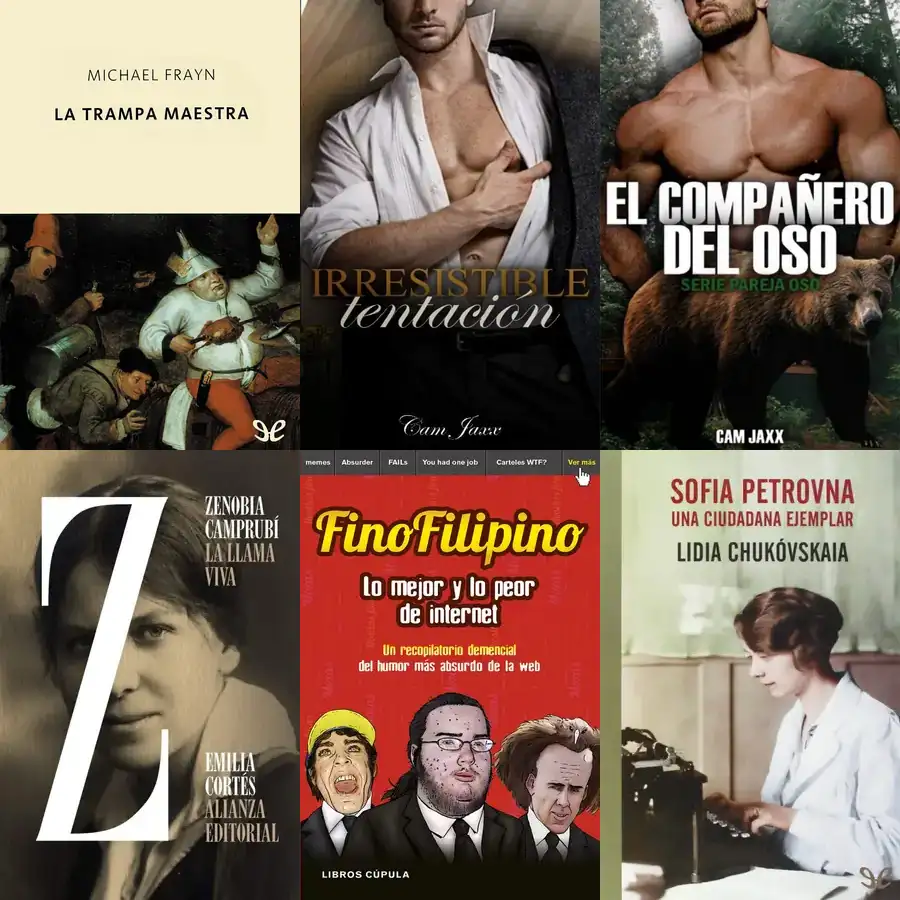 MICHAEL FRAYN
LA TRAMPA MAESTRA
IRRESISTIBLE
tentación
Cam Jaxx
EL COMPAÑERO
DEL OSO
SERIE PAREJA OSO
CAM JAXX
Z
ZENOBIA
CAMPRUBÍ
LA LLAMA
VIVA
EMILIA
CORTÉS
ALIANZA
EDITORIAL
memes
Absurder
FAILs
You had one job
Carteles WTF?
Ver más
FinoFilipino
Lo mejor y lo peor
de internet
Un recopilatorio demencial
del humor más absurdo de la web
LIBROS CÚPULA
SOFIA PETROVNA
UNA CIUDADANA EJEMPLAR
LIDIA CHUKÓVSKAIA